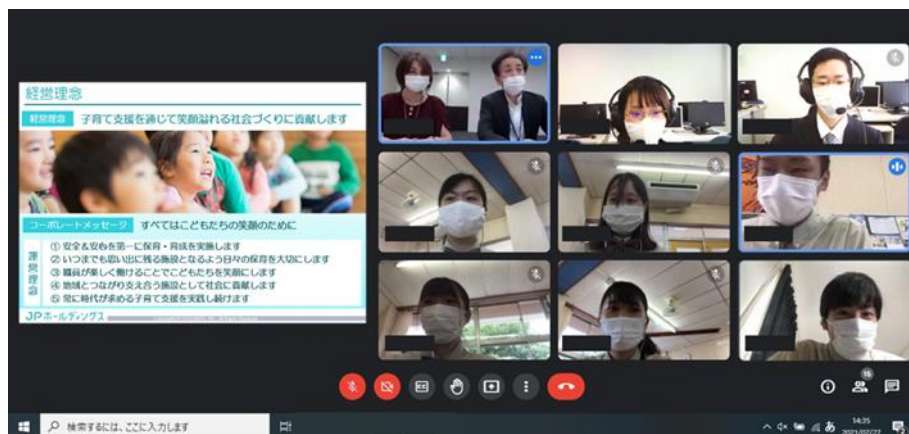 経営理念
経営理念 子育て支援を通じて笑顔溢れる社会づくりに貢献します
コーポレートメッセージ すべてはこどもたちの笑顔のために
運営理念
① 安全&安心を第一に保育・育成を実施します
② いつまでも思い出に残る施設となるよう日々の保育を大切にします
③ 職員が楽しく働けることでこどもたちを笑顔にします
④ 地域とつながり支え合う施設として社会に貢献します
⑤ 常に時代が求める子育て支援を実践し続けます
JPホールディングス
16
検索するには、ここに入力します
あ
14:35
2021/07/27